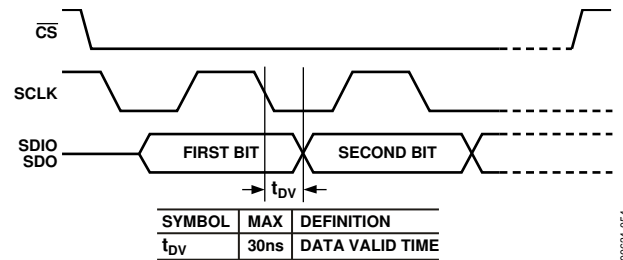 CS
SCLK
SDIO
SDO
FIRST BIT
SECOND BIT
tDV
SYMBOL MAX DEFINITION
tDV 30ns DATA VALID TIME